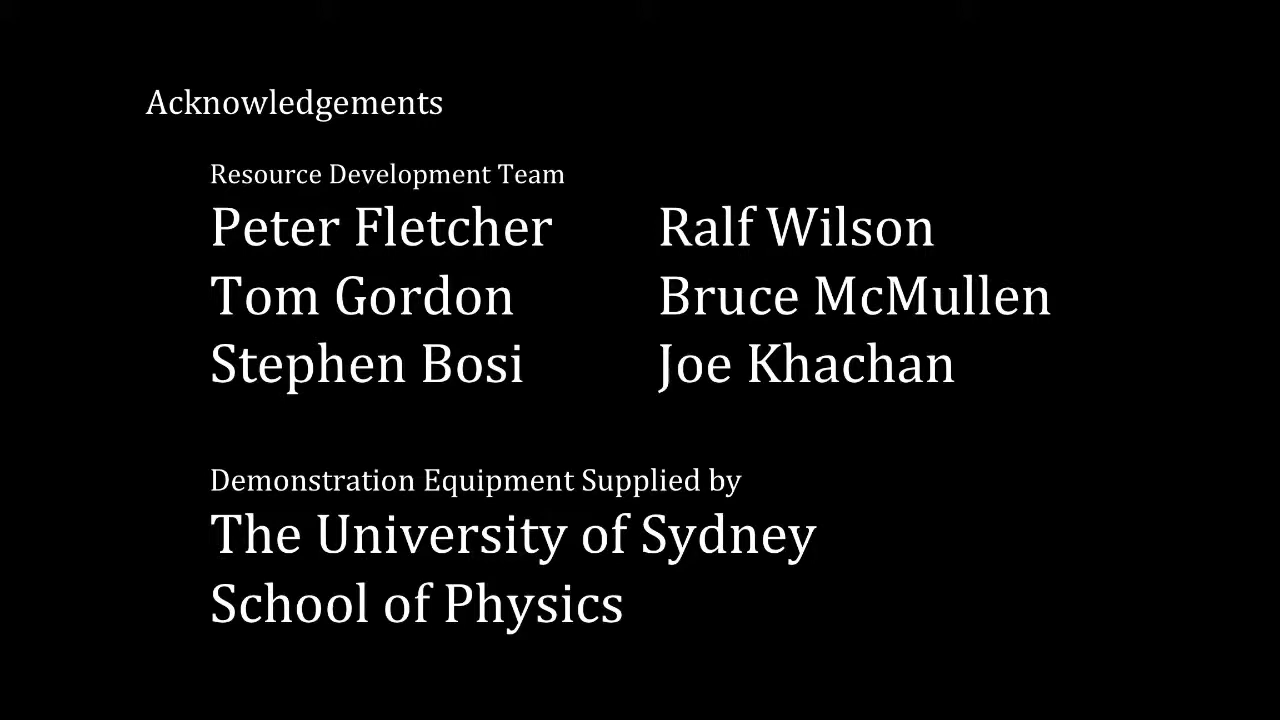 Acknowledgements
Resource Development Team
Peter Fletcher
Ralf Wilson
Tom Gordon
Bruce McMullen
Stephen Bosi
Joe Khachan
Demonstration Equipment Supplied by
The University of Sydney
School of Physics